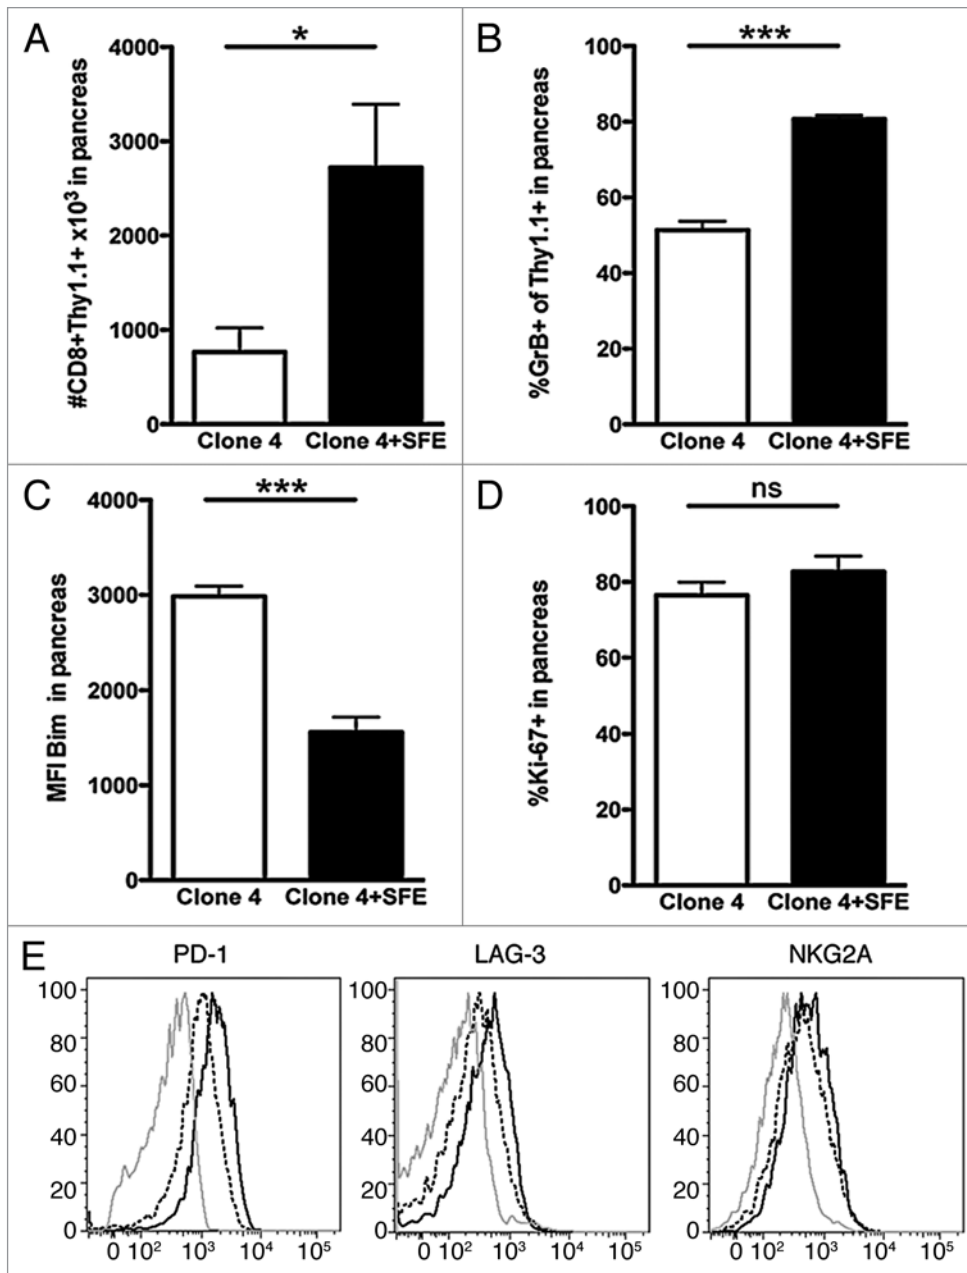 A
#CD8+Thy1.1+ x10³ in pancreas
4000
3000
2000
1000
0
*
Clone 4
Clone 4+SFE
B
%GrB+ of Thy1.1+ in pancreas
100
80
60
40
20
0
***
Clone 4
Clone 4+SFE
C
MFI Bim in pancreas
4000
3000
2000
1000
0
***
Clone 4
Clone 4+SFE
D
%Ki-67+ in pancreas
100
80
60
40
20
0
ns
Clone 4
Clone 4+SFE
E
PD-1
100
80
60
40
20
0
0 10² 10³ 10⁴ 10⁵
LAG-3
100
80
60
40
20
0
0 10² 10³ 10⁴ 10⁵
NKG2A
100
80
60
40
20
0
0 10² 10³ 10⁴ 10⁵